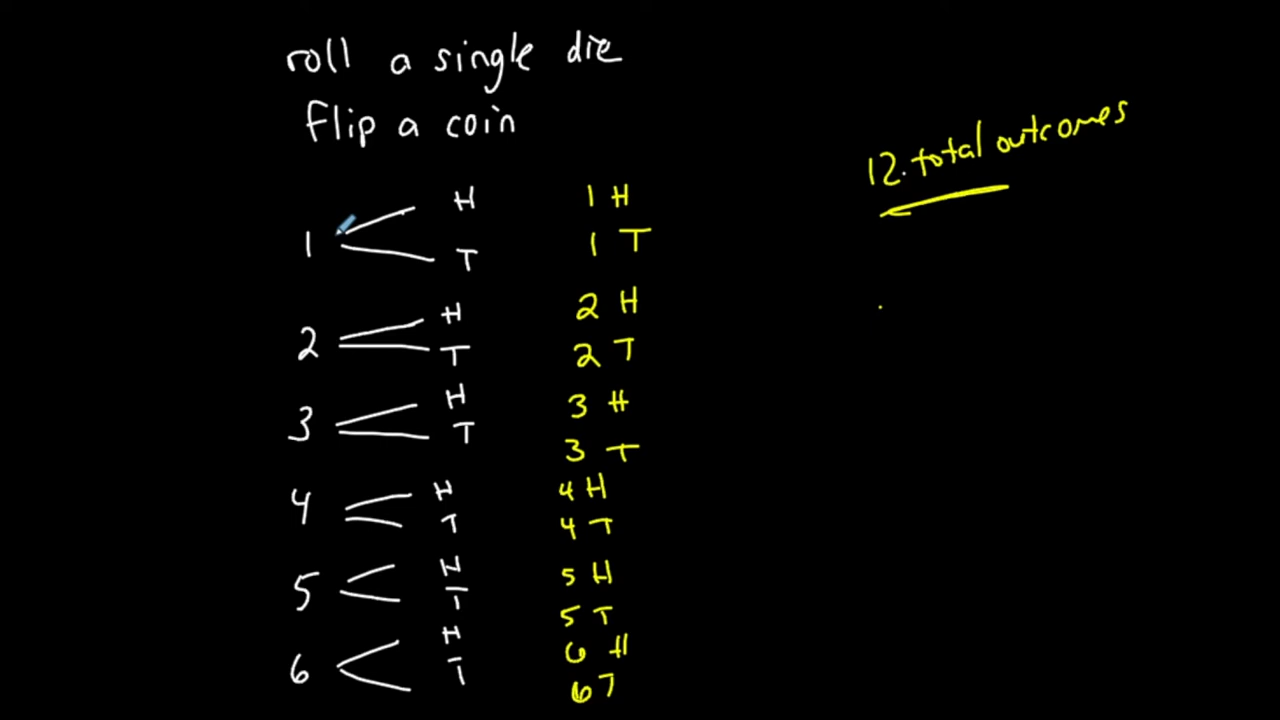 roll a single die
flip a coin
12. total outcomes
H 1 H
1
T 1 T
H 2 H
2
T 2 T
H 3 H
3
T 3 T
H 4 H
4
T 4 T
H 5 H
5
T 5 T
H 6 H
6
T 6 T